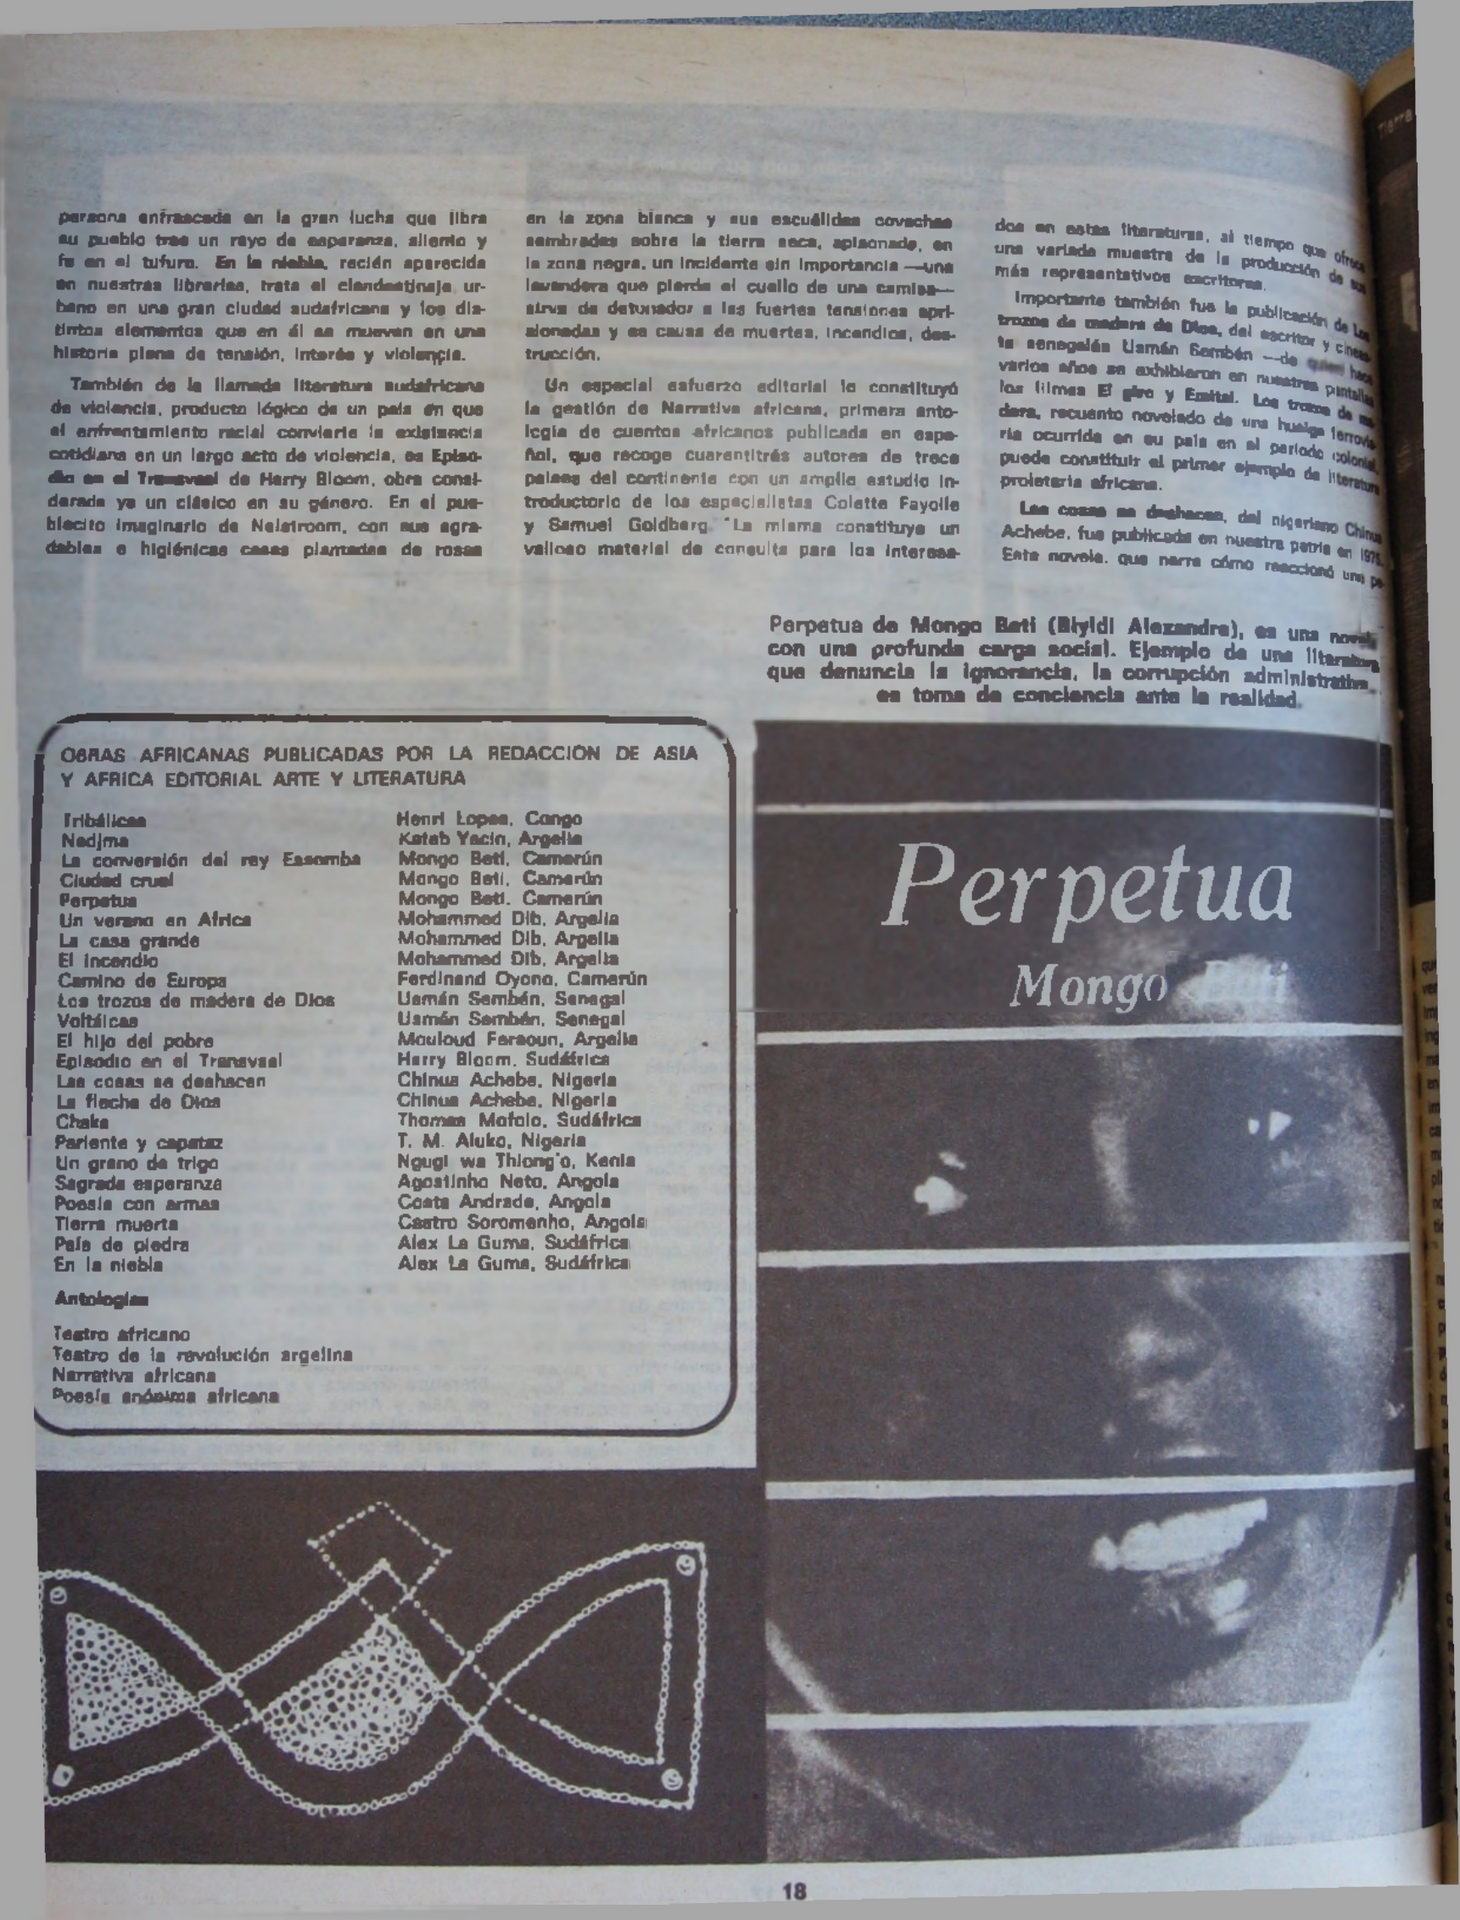 persona enfrascada en la gran lucha que libra
su pueblo trae un rayo de esperanza, aliento y
fe en el tufuro. En la niebla, recién aparecida
en nuestras librerías, trata el clandestinaje ur-
bano en una gran ciudad sudafricana y los dis-
tintos elementos que en él se mueven en una
historia plena de tensión, interés y violencia.
También de la llamada literatura sudafricana
de violencia, producto lógico de un país en que
el enfrentamiento racial convierte la existencia
cotidiana en un largo acto de violencia, es Episo-
dio en el Transvaal de Harry Bloom, obra consi-
derada ya un clásico en su género. En el pue-
blecito imaginario de Nelstroom, con sus agra-
dables e higiénicas casas plantadas de rosas
en la zona blanca y sus escuálidas covachas
sembradas sobre la tierra seca, apisonada, en
la zona negra, un incidente sin importancia —una
lavandera que pierde el cuello de una camisa—
sirve de detonador a las fuertes tensiones apri-
sionadas y es causa de muertes, incendios, des-
trucción.
Un especial esfuerzo editorial lo constituyó
la gestión de Narrativa africana, primera anto-
logía de cuentos africanos publicada en espa-
ñol, que recoge cuarentitrés autores de trece
países del continente con un amplio estudio in-
troductorio de los especialistas Colette Fayolle
y Samuel Goldberg. La misma constituye un
valioso material de consulta para los interesa-
dos en estas literaturas, al tiempo que ofrece
una variada muestra de la producción de sus
más representativos escritores.
Importante también fue la publicación de Los
trozos de madera de Dios, del escritor y cineas-
ta senegalés Usmán Sembén —de quien hace
varios años se exhibieron en nuestras pantallas
los filmes El giro y Emitai. Los trozos de ma-
dera, recuento novelado de una huelga ferrovia-
ria ocurrida en su país en el período colonial,
puede constituir el primer ejemplo de literatura
proletaria africana.
Las cosas se deshacen, del nigeriano Chinua
Achebe, fue publicada en nuestra patria en 1975.
Esta novela, que narra cómo reaccionó una pe-
Perpetua de Mongo Beti (Biyidi Alezandre), es una novela
con una profunda carga social. Ejemplo de una literatura
que denuncia la ignorancia, la corrupción administrativa,
es toma de conciencia ante la realidad.
OBRAS AFRICANAS PUBLICADAS POR LA REDACCION DE ASIA
Y AFRICA EDITORIAL ARTE Y LITERATURA
Tribálicas Henri Lopes, Congo
Nedjma Kateb Yacin, Argelia
La conversión del rey Essomba Mongo Beti, Camerún
Ciudad cruel Mongo Beti, Camerún
Perpetua Mongo Beti, Camerún
Un verano en Africa Mohammed Dib, Argelia
La casa grande Mohammed Dib, Argelia
El incendio Mohammed Dib, Argelia
Camino de Europa Ferdinand Oyono, Camerún
Los trozos de madera de Dios Usmán Sembén, Senegal
Voltáicas Usmán Sembén, Senegal
El hijo del pobre Mouloud Feraoun, Argelia
Episodio en el Transvaal Harry Bloom, Sudáfrica
Las cosas se deshacen Chinua Achebe, Nigeria
La flecha de Dios Chinua Achebe, Nigeria
Chaka Thomas Mofolo, Sudáfrica
Pariente y capataz T. M. Aluko, Nigeria
Un grano de trigo Ngugi wa Thiong'o, Kenia
Sagrada esperanza Agostinho Neto, Angola
Poesía con armas Costa Andrade, Angola
Tierra muerta Castro Soromenho, Angola
País de piedra Alex La Guma, Sudáfrica
En la niebla Alex La Guma, Sudáfrica
Antologías
Teatro africano
Teatro de la revolución argelina
Narrativa africana
Poesía anónima africana
Perpetua
Mongo
18
Tierra